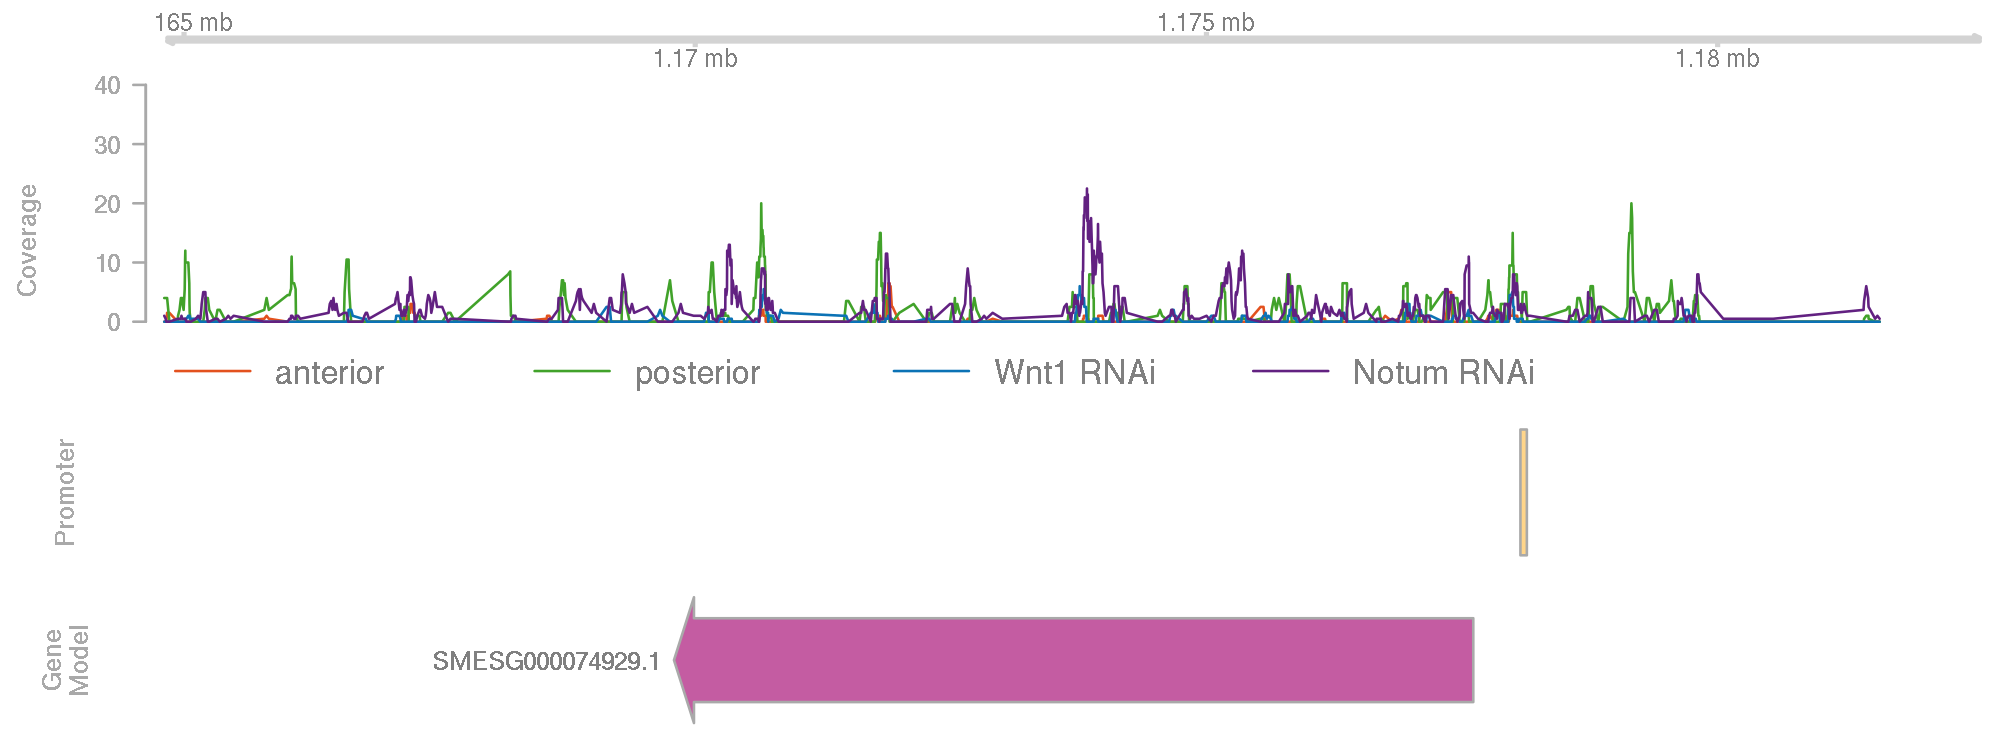 165 mb
1.175 mb
1.17 mb
1.18 mb
40
30
20
10
0
Coverage
anterior
posterior
Wnt1 RNAi
Notum RNAi
Promoter
Gene
Model
SMESG000074929.1